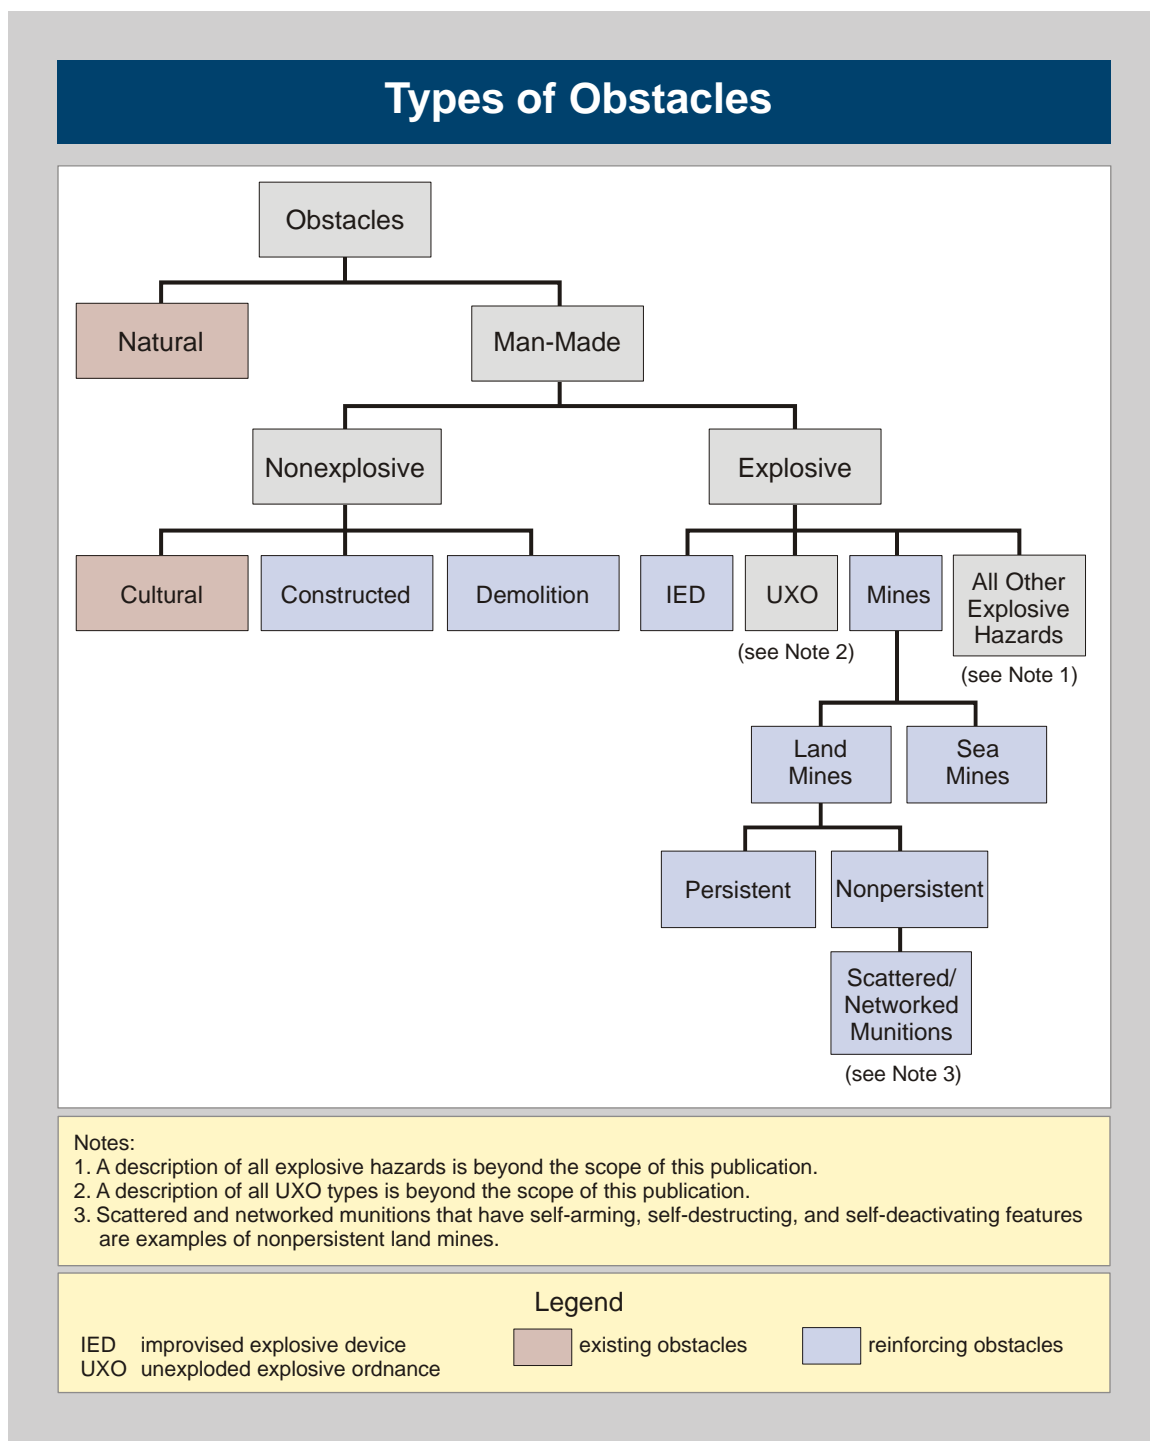 Types of Obstacles
Obstacles
Natural
Man-Made
Nonexplosive
Explosive
Cultural
Constructed
Demolition
IED
UXO
(see Note 2)
Mines
All Other
Explosive
Hazards
(see Note 1)
Land
Mines
Sea
Mines
Persistent
Nonpersistent
Scattered/
Networked
Munitions
(see Note 3)
Notes:
1. A description of all explosive hazards is beyond the scope of this publication.
2. A description of all UXO types is beyond the scope of this publication.
3. Scattered and networked munitions that have self-arming, self-destructing, and self-deactivating features
are examples of nonpersistent land mines.
Legend
IED improvised explosive device
UXO unexploded explosive ordnance
existing obstacles
reinforcing obstacles